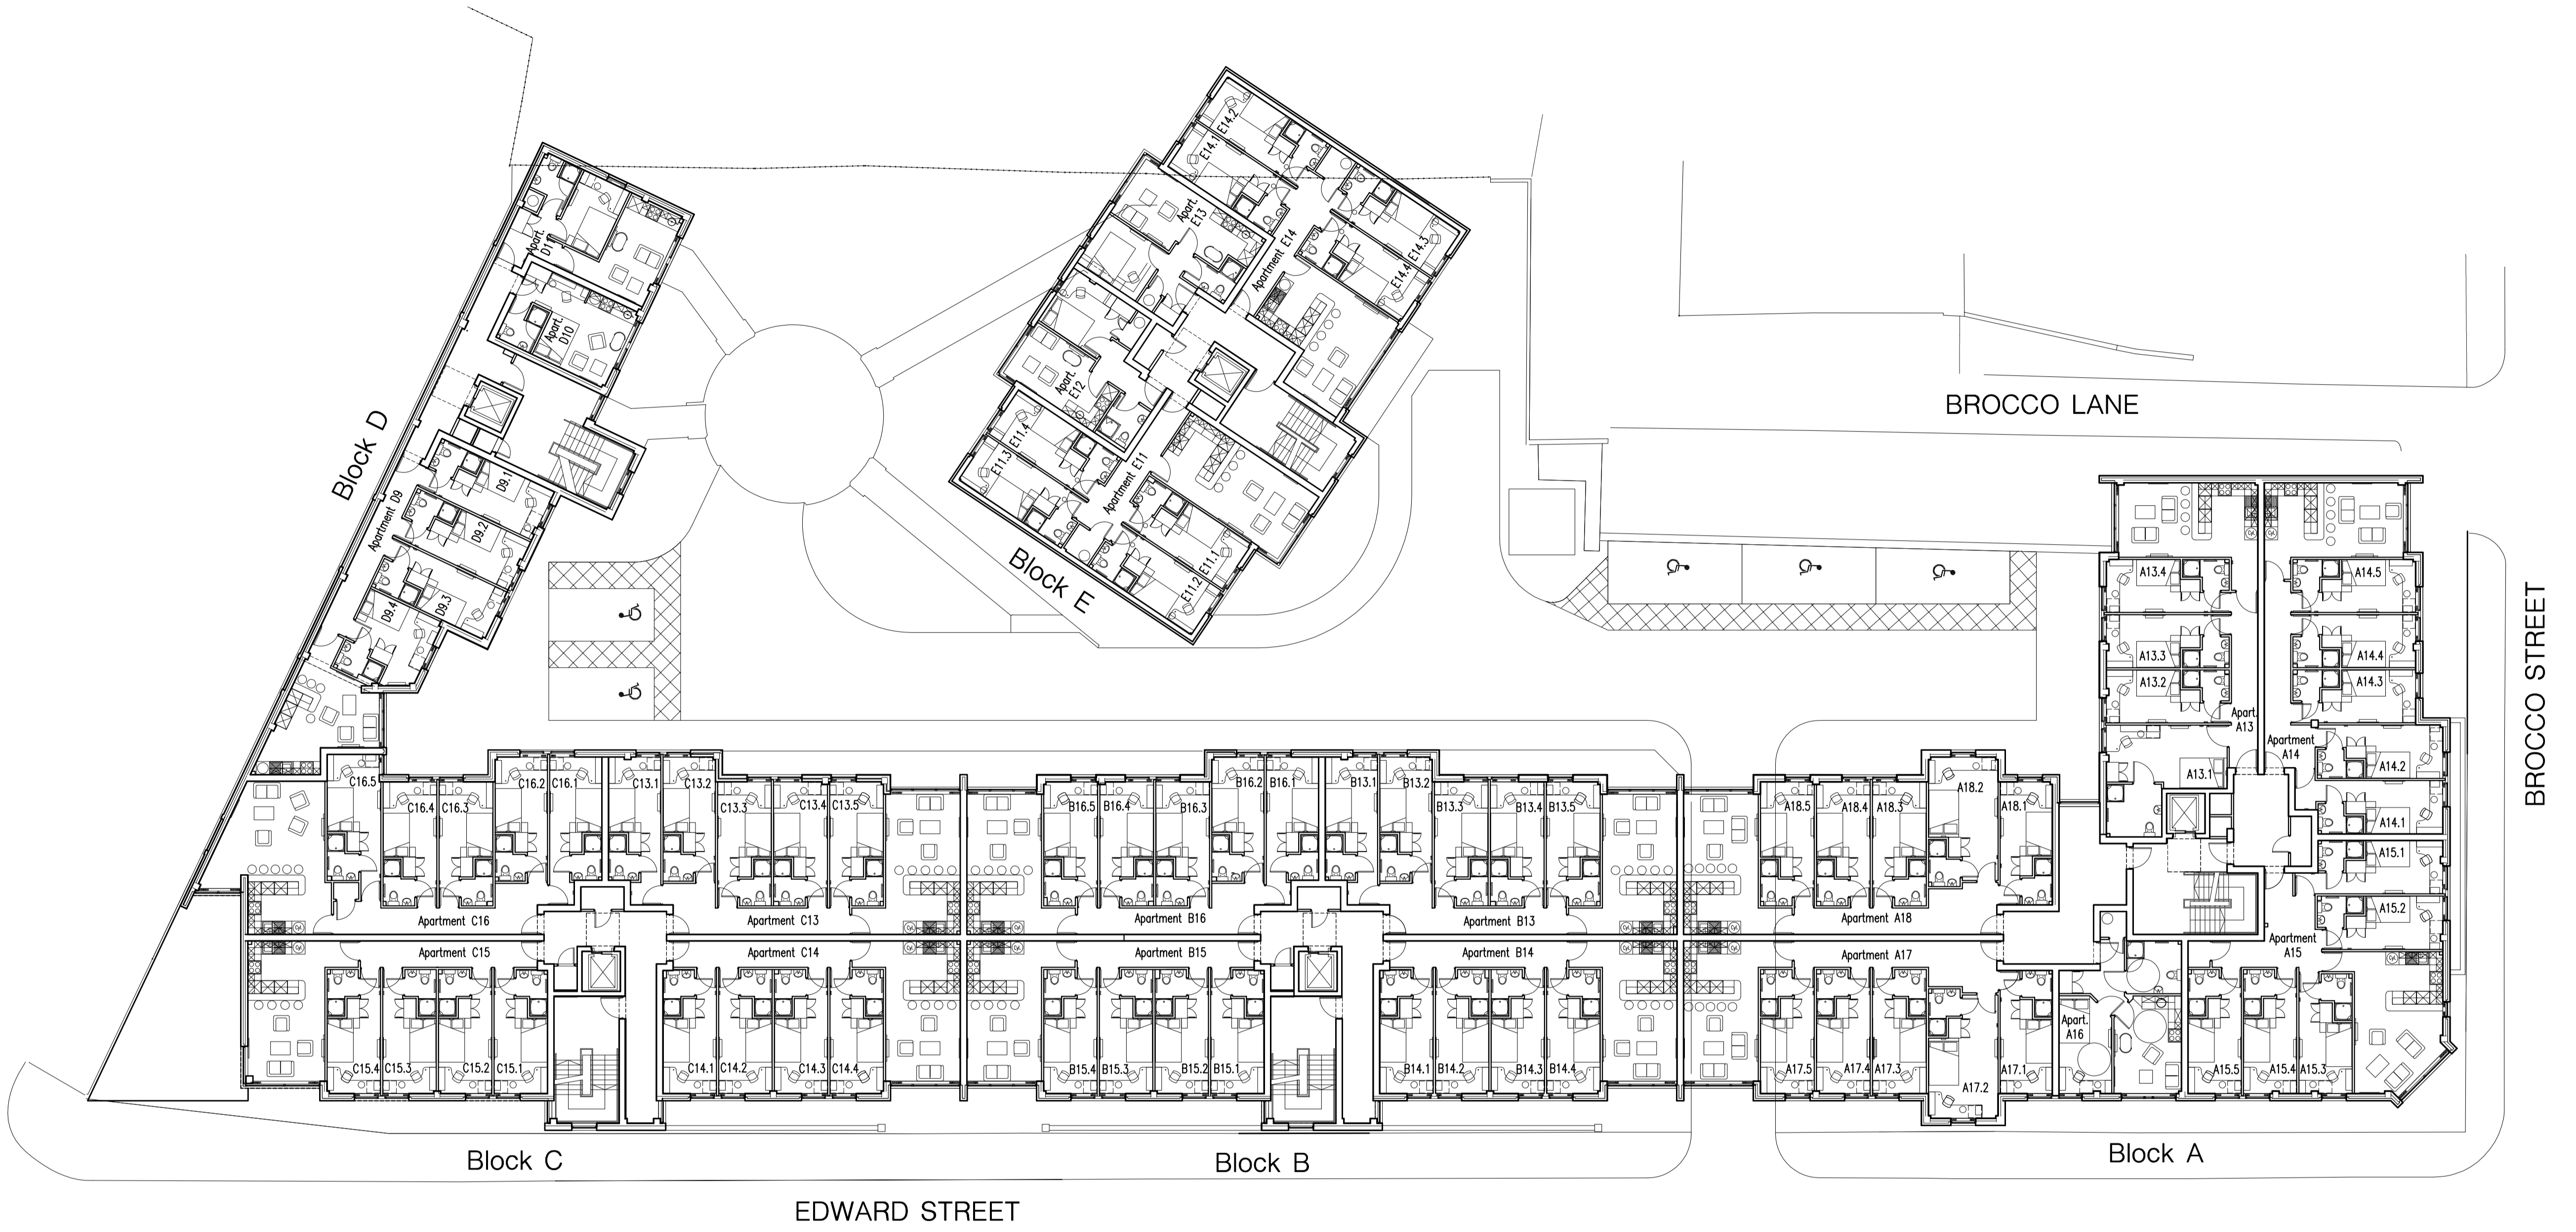 E14.2
E14.1
Apart.
E13
Apartment E14
E14.3
E14.4
Apart.
D11
Apart.
D10
Apart.
E12
E11.4
E11.3
Apartment E11
E11.1
E11.2
Block D
Block E
D9.1
Apartment D9
D9.2
D9.3
D9.4
BROCCO LANE
BROCCO STREET
A13.4
A14.5
A13.3
A14.4
A13.2
A14.3
Apart.
A13
Apartment
A14
A14.2
A13.1
A14.1
A15.1
A15.2
Apartment
A15
C16.5
C16.4
C16.3
C16.2
C16.1
C13.1
C13.2
C13.3
C13.4
C13.5
B16.5
B16.4
B16.3
B16.2
B16.1
B13.1
B13.2
B13.3
B13.4
B13.5
A18.5
A18.4
A18.3
A18.2
A18.1
Apartment C16
Apartment C13
Apartment B16
Apartment B13
Apartment A18
Apartment C15
Apartment C14
Apartment B15
Apartment B14
Apartment A17
Apart.
A16
C15.4
C15.3
C15.2
C15.1
C14.1
C14.2
C14.3
C14.4
B15.4
B15.3
B15.2
B15.1
B14.1
B14.2
B14.3
B14.4
A17.5
A17.4
A17.3
A17.2
A17.1
A15.5
A15.4
A15.3
Block C
Block B
Block A
EDWARD STREET